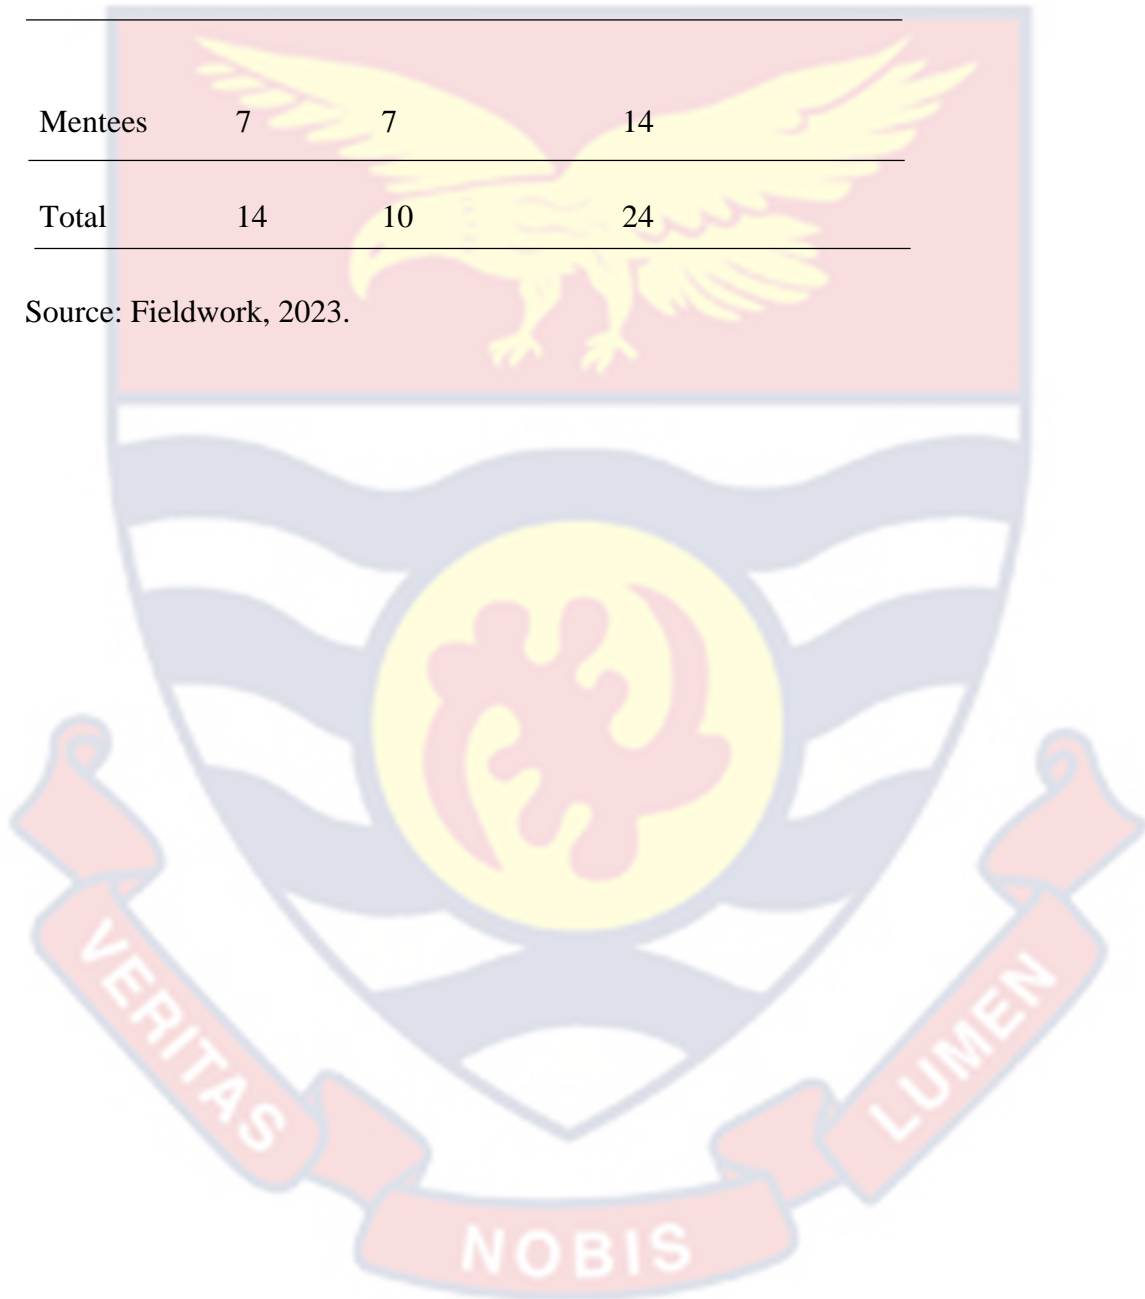 Mentees 7 7 14
Total 14 10 24
Source: Fieldwork, 2023.
VERITAS
NOBIS
LUMEN